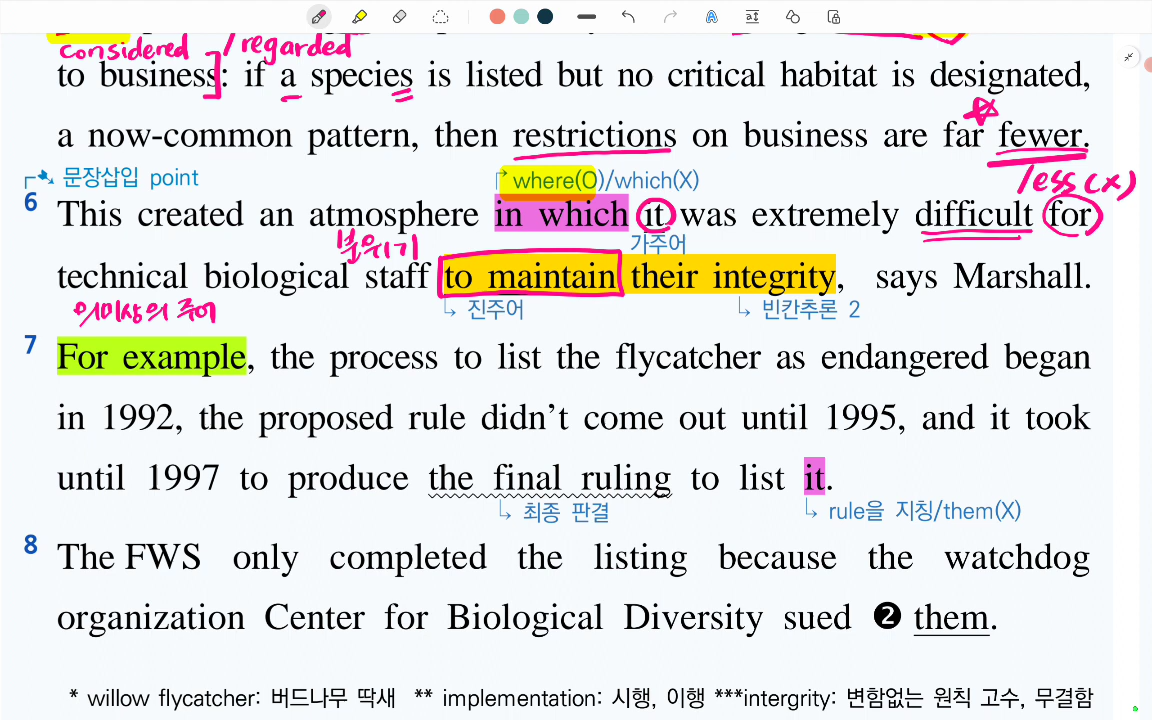 considered / regarded
to business]: if a species is listed but no critical habitat is designated,
a now-common pattern, then restrictions on business are far fewer.
문장삽입 point
where(O)/which(X)
less(X)
6 This created an atmosphere in which it was extremely difficult for
분위기
가주어
technical biological staff to maintain their integrity, says Marshall.
의미상의 주어
진주어
빈칸추론 2
7 For example, the process to list the flycatcher as endangered began
in 1992, the proposed rule didn’t come out until 1995, and it took
until 1997 to produce the final ruling to list it.
최종 판결
rule을 지칭/them(X)
8 The FWS only completed the listing because the watchdog
organization Center for Biological Diversity sued ❷ them.
* willow flycatcher: 버드나무 딱새 ** implementation: 시행, 이행 ***intergrity: 변함없는 원칙 고수, 무결함